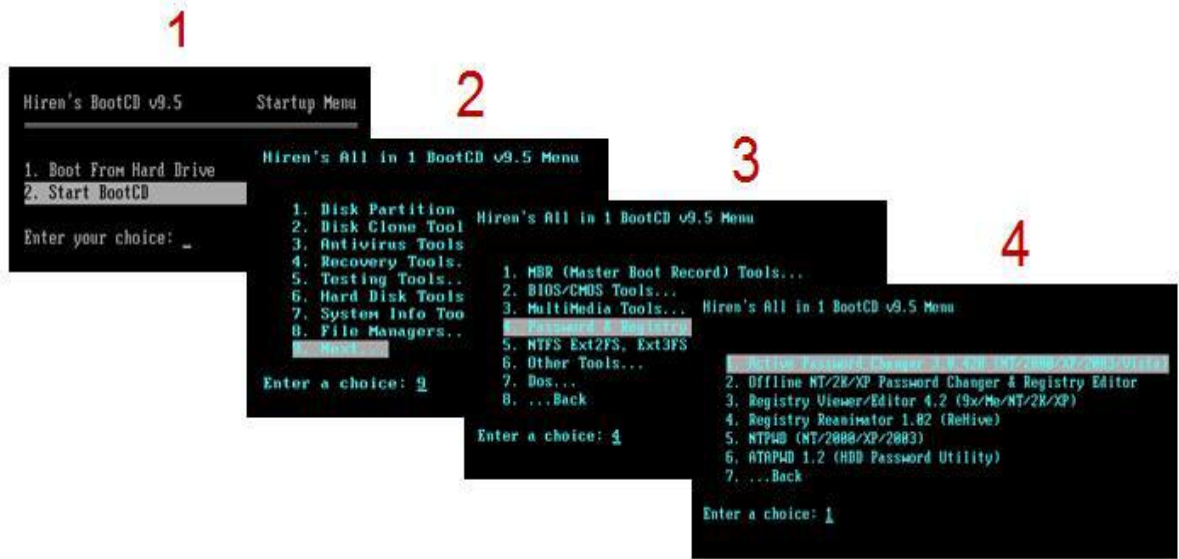 1
Hiren's BootCD v9.5 Startup Menu
1. Boot From Hard Drive
2. Start BootCD
Enter your choice: _
2
Hiren's All in 1 BootCD v9.5 Menu
1. Disk Partition
2. Disk Clone Tool
3. Antivirus Tools
4. Recovery Tools.
5. Testing Tools..
6. Hard Disk Tools
7. System Info Too
8. File Managers..
9. Next...
Enter a choice: 9
3
Hiren's All in 1 BootCD v9.5 Menu
1. MBR (Master Boot Record) Tools...
2. BIOS/CMOS Tools...
3. MultiMedia Tools...
4. Password & Registry
5. NTFS Ext2FS, Ext3FS
6. Other Tools...
7. Dos...
8. ...Back
Enter a choice: 4
4
Hiren's All in 1 BootCD v9.5 Menu
1. Active Password Changer 3.0.420 (NT/2000/XP/2003/Vista)
2. Offline NT/2K/XP Password Changer & Registry Editor
3. Registry Viewer/Editor 4.2 (9x/Me/NT/2K/XP)
4. Registry Reanimator 1.02 (ReHive)
5. NTPWD (NT/2000/XP/2003)
6. ATAPWD 1.2 (HDD Password Utility)
7. ...Back
Enter a choice: 1